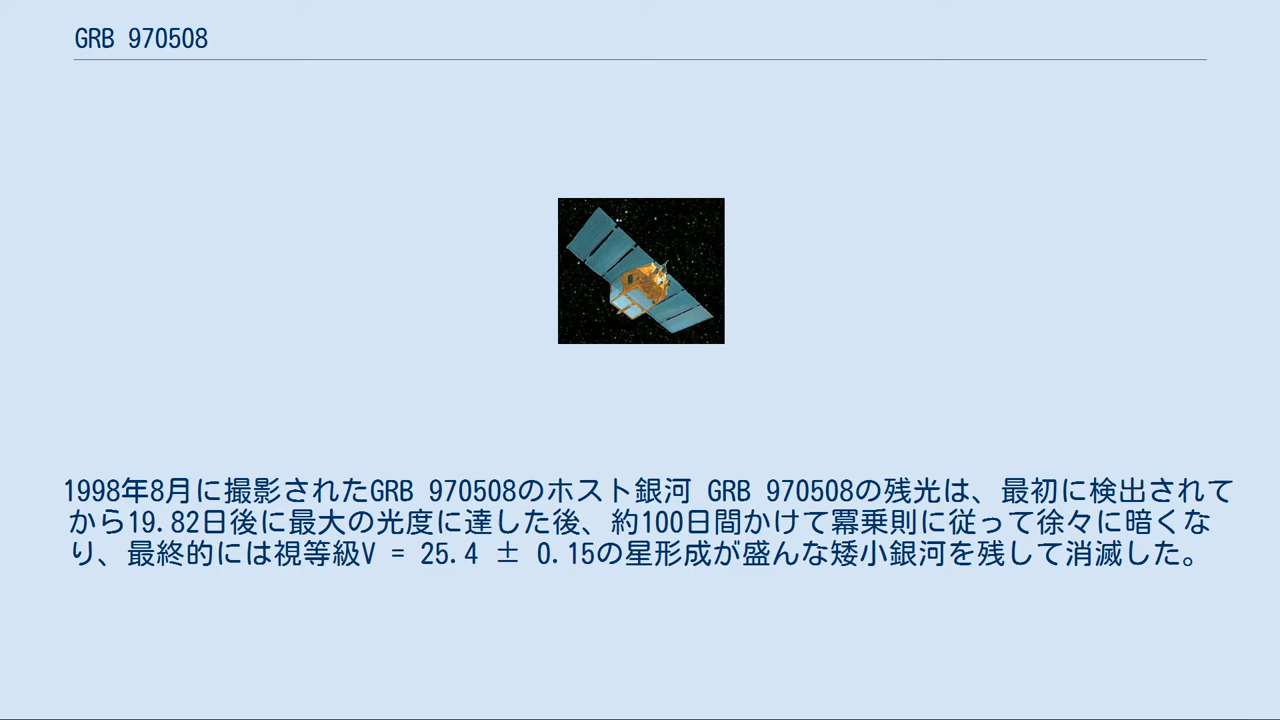 GRB 970508
1998年8月に撮影されたGRB 970508のホスト銀河 GRB 970508の残光は、最初に検出されて
から19.82日後に最大の光度に達した後、約100日間かけて冪乗則に従って徐々に暗くな
り、最終的には視等級V = 25.4 ± 0.15の星形成が盛んな矮小銀河を残して消滅した。